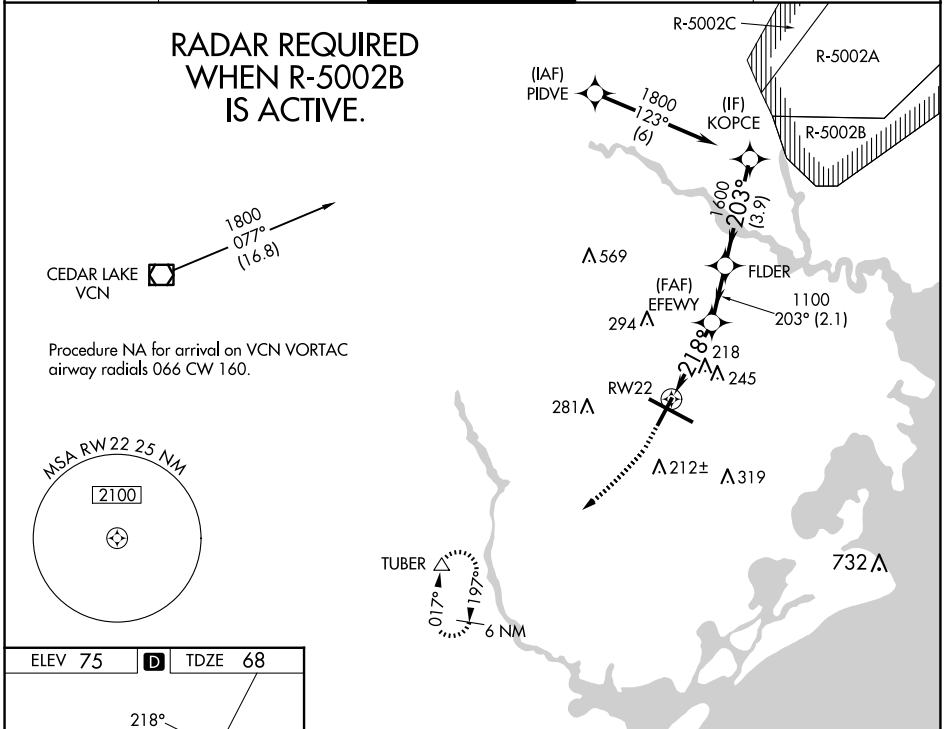 RADAR REQUIRED
WHEN R-5002B
IS ACTIVE.
R-5002C
R-5002A
R-5002B
(IAF)
PIDVE
1800
123°
(6)
(IF)
KOPCE
1600
203°
(3.9)
1800
077°
(16.8)
CEDAR LAKE
VCN
569
FLDER
(FAF)
EFEWY
1100
203° (2.1)
294
218°
218
245
Procedure NA for arrival on VCN VORTAC
airway radials 066 CW 160.
RW22
281
MSA RW22 25 NM
2100
212±
319
TUBER
017°
197°
6 NM
732
ELEV 75
D
TDZE 68
218°